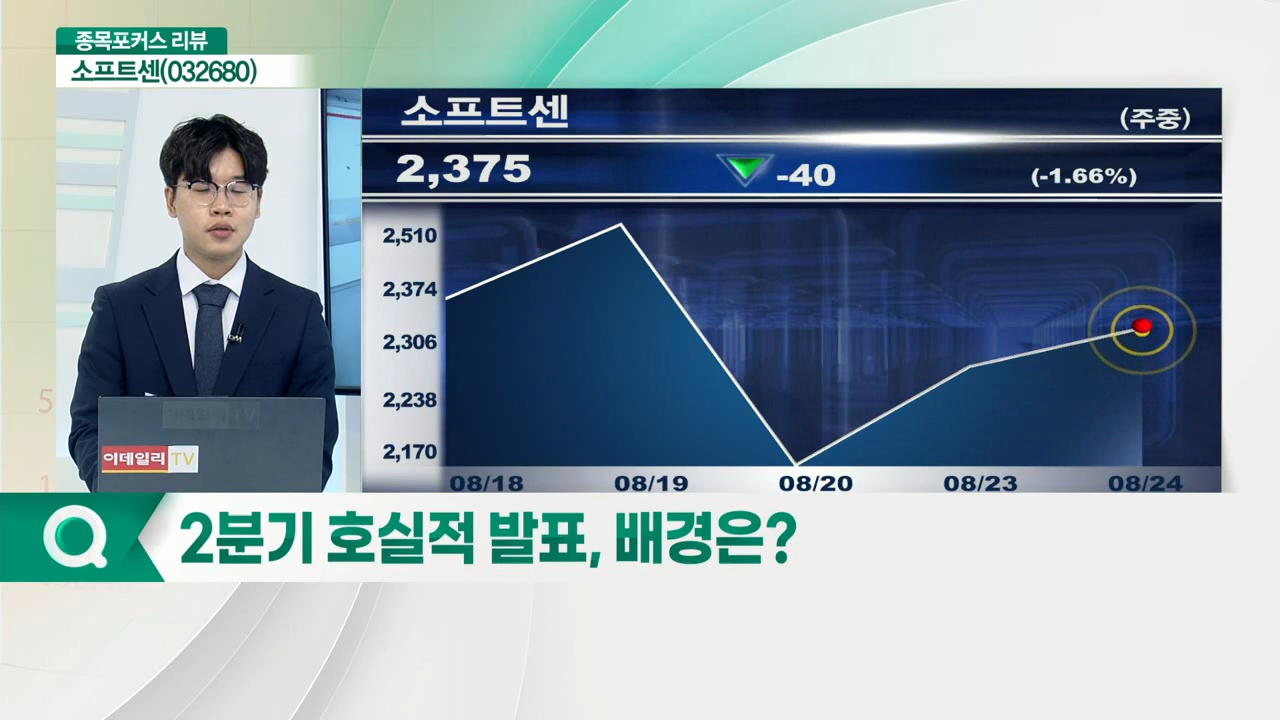 종목포커스 리뷰
소프트센(032680)
소프트센
(주중)
2,375
-40
(-1.66%)
2,510
2,374
2,306
2,238
2,170
08/18
08/19
08/20
08/23
08/24
이데일리 TV
2분기 호실적 발표, 배경은?
5
1